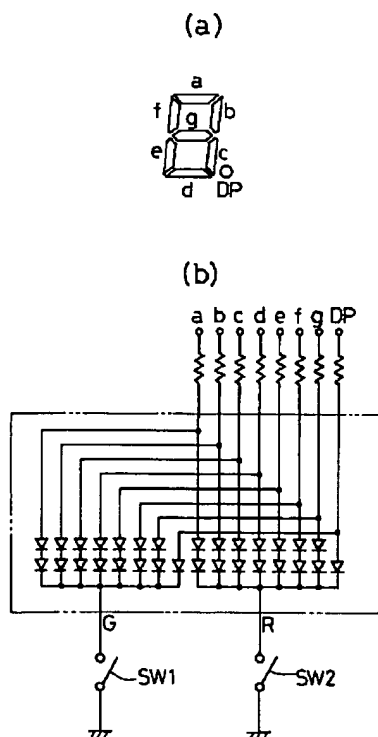 (a)
a
f g b
e c
d DP
(b)
a b c d e f g DP
G R
SW1 SW2